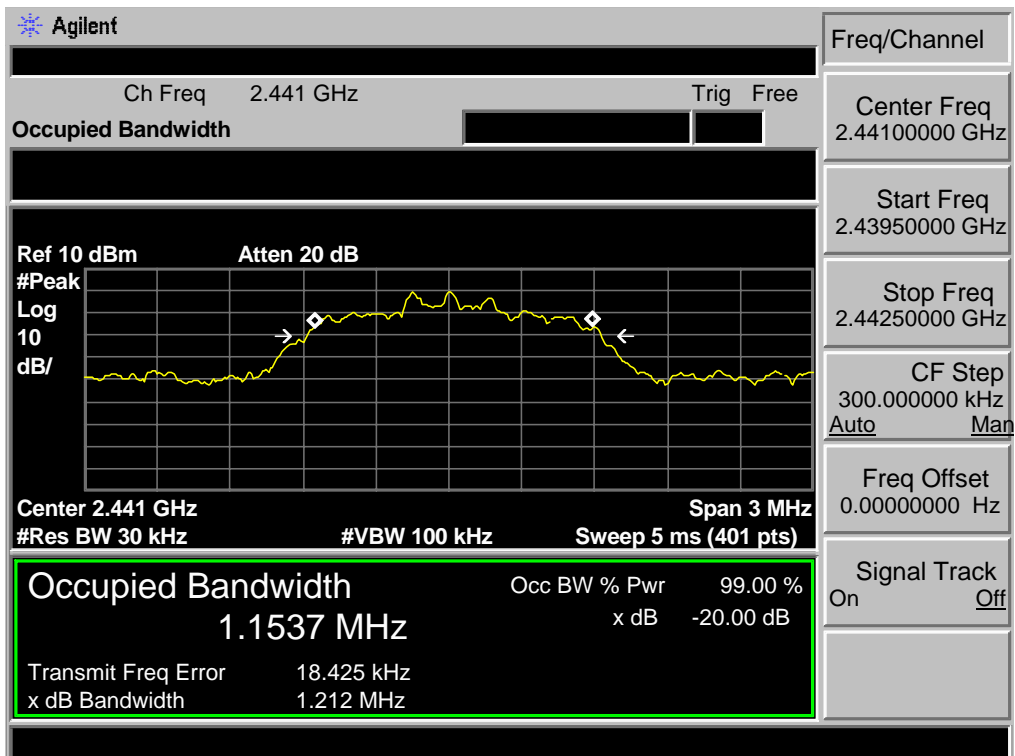 Agilent
Freq/Channel
Ch Freq 2.441 GHz Trig Free
Occupied Bandwidth
Center Freq
2.44100000 GHz
Start Freq
2.43950000 GHz
Stop Freq
2.44250000 GHz
CF Step
300.000000 kHz
Auto Man
Freq Offset
0.00000000 Hz
Signal Track
On Off
Ref 10 dBm Atten 20 dB
#Peak
Log
10
dB/
Center 2.441 GHz Span 3 MHz
#Res BW 30 kHz #VBW 100 kHz Sweep 5 ms (401 pts)
Occupied Bandwidth
1.1537 MHz
Occ BW % Pwr 99.00 %
x dB -20.00 dB
Transmit Freq Error 18.425 kHz
x dB Bandwidth 1.212 MHz